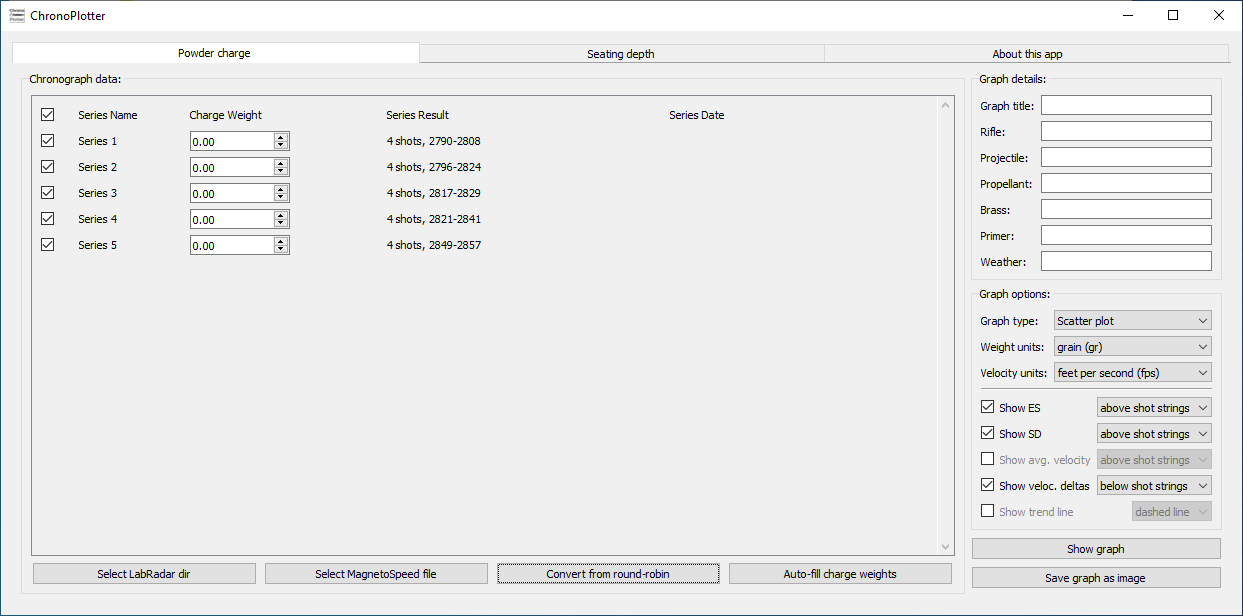 ChronoPlotter
Powder charge Seating depth About this app
Chronograph data:
Series Name Charge Weight Series Result Series Date
Series 1 0.00 4 shots, 2790-2808
Series 2 0.00 4 shots, 2796-2824
Series 3 0.00 4 shots, 2817-2829
Series 4 0.00 4 shots, 2821-2841
Series 5 0.00 4 shots, 2849-2857
Select LabRadar dir Select MagnetoSpeed file Convert from round-robin Auto-fill charge weights
Graph details:
Graph title:
Rifle:
Projectile:
Propellant:
Brass:
Primer:
Weather:
Graph options:
Graph type: Scatter plot
Weight units: grain (gr)
Velocity units: feet per second (fps)
Show ES above shot strings
Show SD above shot strings
Show avg. velocity above shot strings
Show veloc. deltas below shot strings
Show trend line dashed line
Show graph
Save graph as image